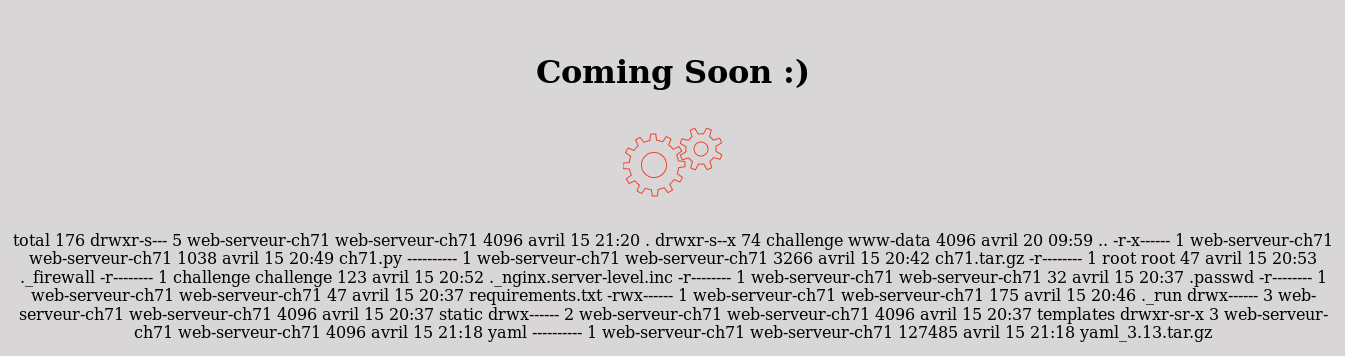 Coming Soon :)
total 176 drwxr-s--- 5 web-serveur-ch71 web-serveur-ch71 4096 avril 15 21:20 . drwxr-s--x 74 challenge www-data 4096 avril 20 09:59 .. -r-x------ 1 web-serveur-ch71
web-serveur-ch71 1038 avril 15 20:49 ch71.py ---------- 1 web-serveur-ch71 web-serveur-ch71 3266 avril 15 20:42 ch71.tar.gz -r-------- 1 root root 47 avril 15 20:53
._firewall -r-------- 1 challenge challenge 123 avril 15 20:52 ._nginx.server-level.inc -r-------- 1 web-serveur-ch71 web-serveur-ch71 32 avril 15 20:37 .passwd -r-------- 1
web-serveur-ch71 web-serveur-ch71 47 avril 15 20:37 requirements.txt -rwx------ 1 web-serveur-ch71 web-serveur-ch71 175 avril 15 20:46 ._run drwx------ 3 web-
serveur-ch71 web-serveur-ch71 4096 avril 15 20:37 static drwx------ 2 web-serveur-ch71 web-serveur-ch71 4096 avril 15 20:37 templates drwxr-sr-x 3 web-serveur-
ch71 web-serveur-ch71 4096 avril 15 21:18 yaml ---------- 1 web-serveur-ch71 web-serveur-ch71 127485 avril 15 21:18 yaml_3.13.tar.gz